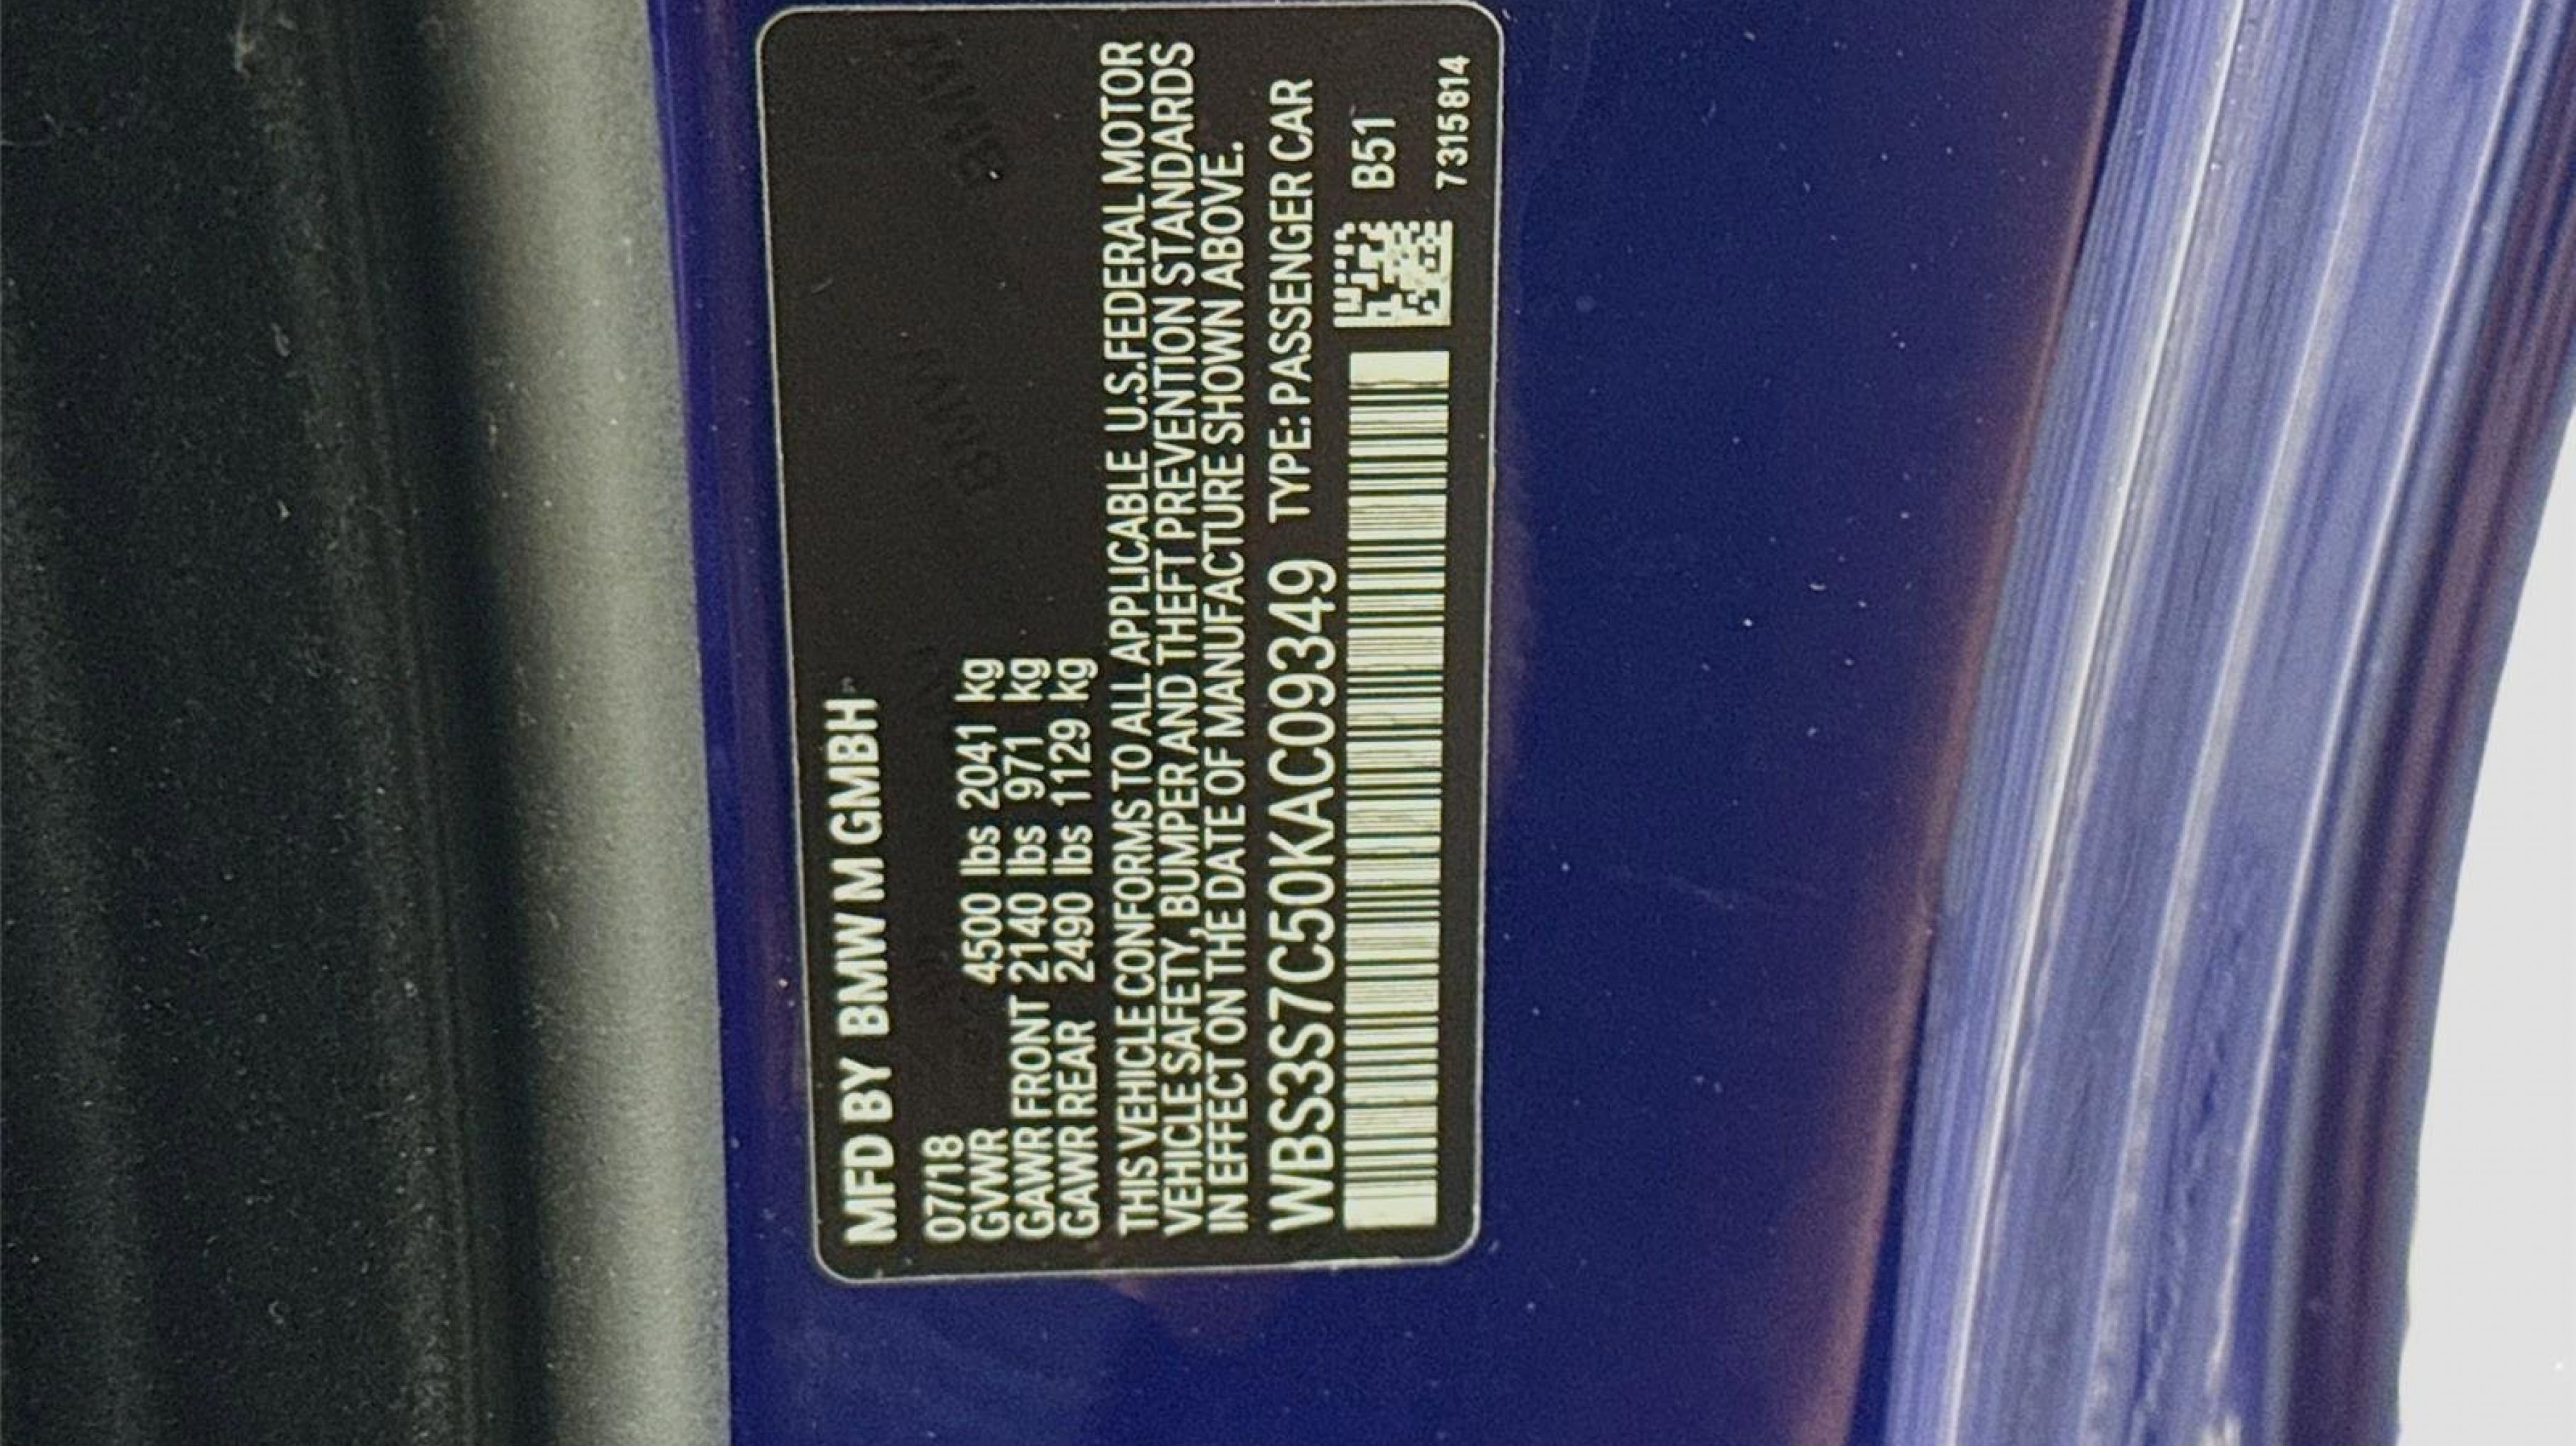 MFD BY BMW M GMBH
07/18
GVWR 4500 lbs 2041 kg
GAWR FRONT 2140 lbs 971 kg
GAWR REAR 2490 lbs 1129 kg
THIS VEHICLE CONFORMS TO ALL APPLICABLE U.S.FEDERAL MOTOR
VEHICLE SAFETY, BUMPER AND THEFT PREVENTION STANDARDS
IN EFFECT ON THE DATE OF MANUFACTURE SHOWN ABOVE.
WBS3S7C50KAC09349 TYPE: PASSENGER CAR
B51
7315814
BMW
BMW